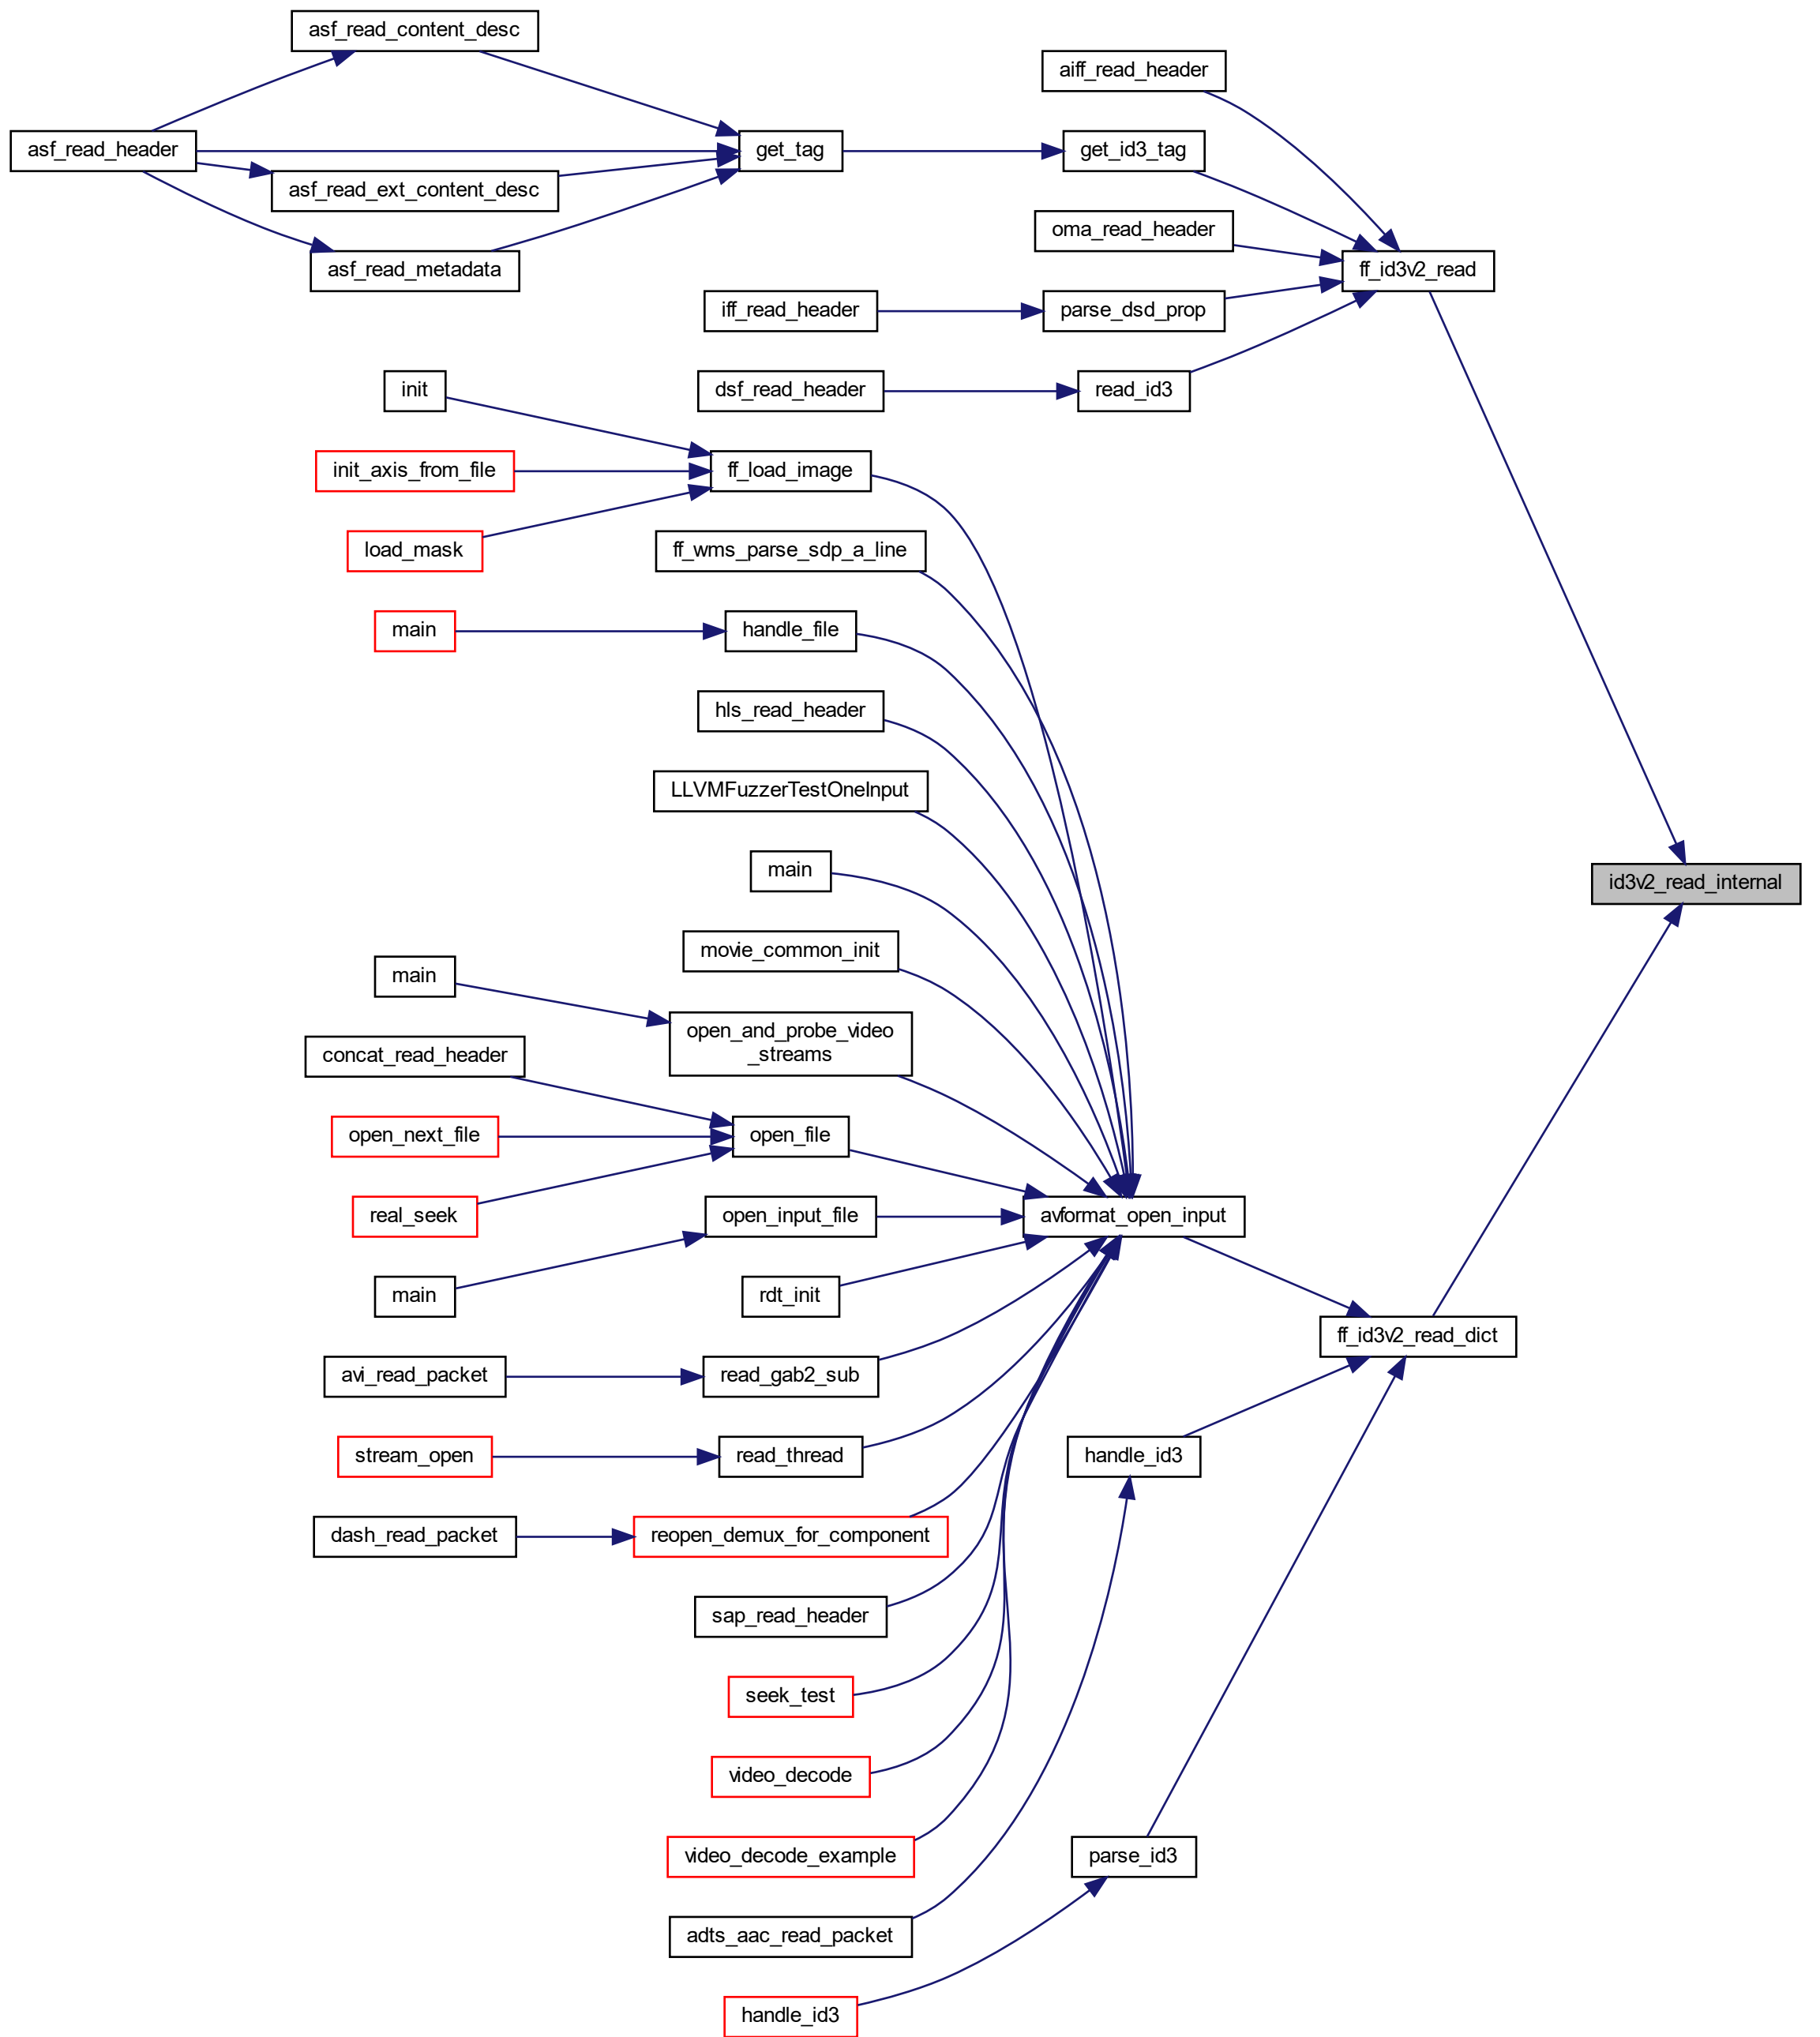 asf_read_content_desc
aiff_read_header
asf_read_header
get_tag
get_id3_tag
asf_read_ext_content_desc
oma_read_header
asf_read_metadata
ff_id3v2_read
iff_read_header
parse_dsd_prop
init
dsf_read_header
read_id3
init_axis_from_file
ff_load_image
load_mask
ff_wms_parse_sdp_a_line
main
handle_file
hls_read_header
LLVMFuzzerTestOneInput
main
id3v2_read_internal
movie_common_init
main
open_and_probe_video
_streams
concat_read_header
open_next_file
open_file
real_seek
open_input_file
avformat_open_input
main
rdt_init
ff_id3v2_read_dict
avi_read_packet
read_gab2_sub
stream_open
read_thread
handle_id3
dash_read_packet
reopen_demux_for_component
sap_read_header
seek_test
video_decode
video_decode_example
parse_id3
adts_aac_read_packet
handle_id3